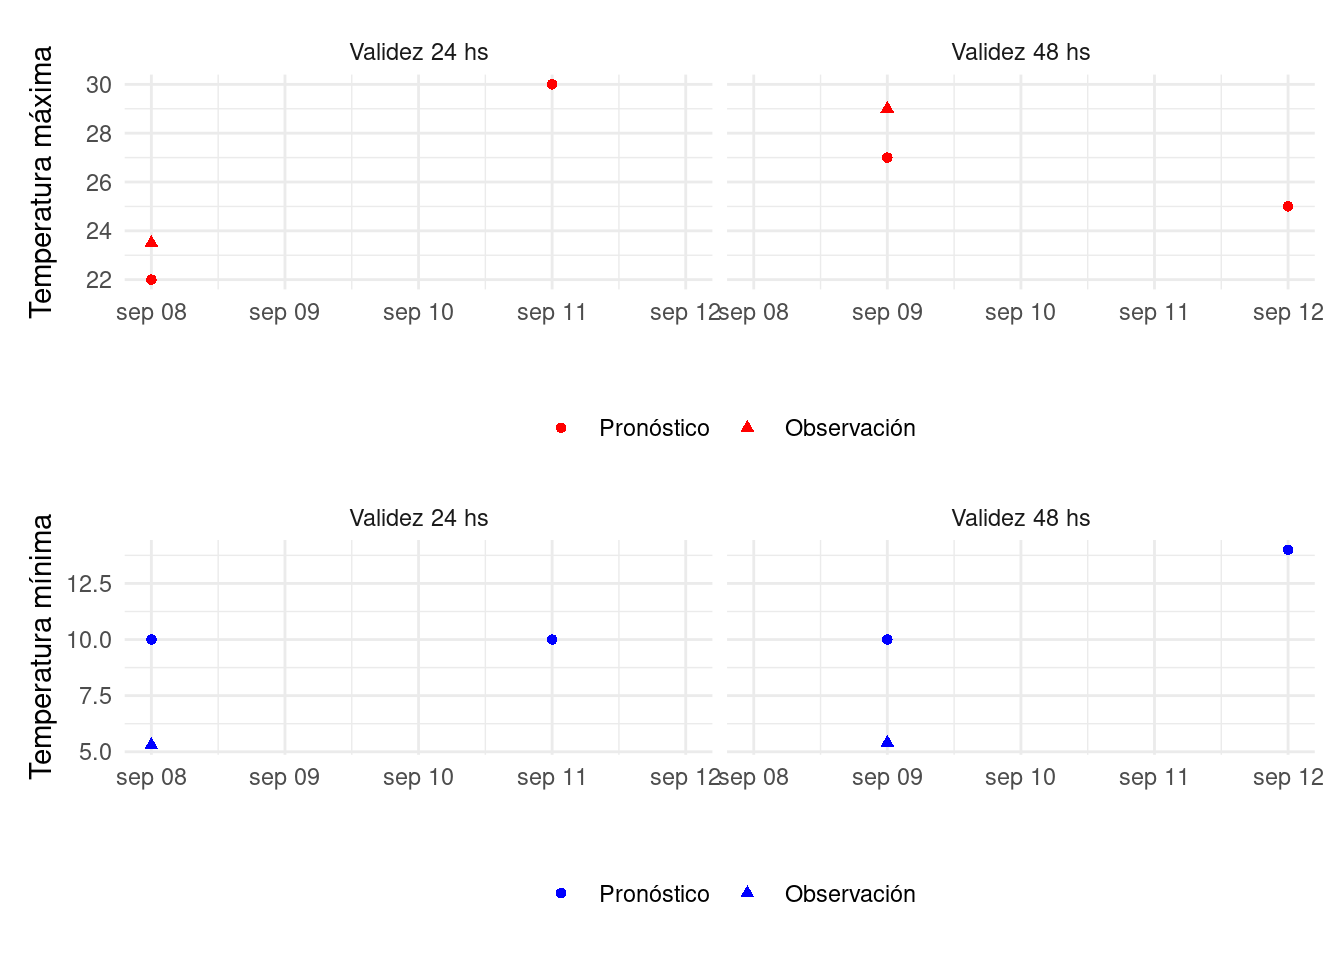 Validez 24 hs Validez 48 hs
Temperatura máxima
30
28
26
24
22
sep 08 sep 09 sep 10 sep 11 sep 12 sep 08 sep 09 sep 10 sep 11 sep 12
Pronóstico Observación
Validez 24 hs Validez 48 hs
Temperatura mínima
12.5
10.0
7.5
5.0
sep 08 sep 09 sep 10 sep 11 sep 12 sep 08 sep 09 sep 10 sep 11 sep 12
Pronóstico Observación